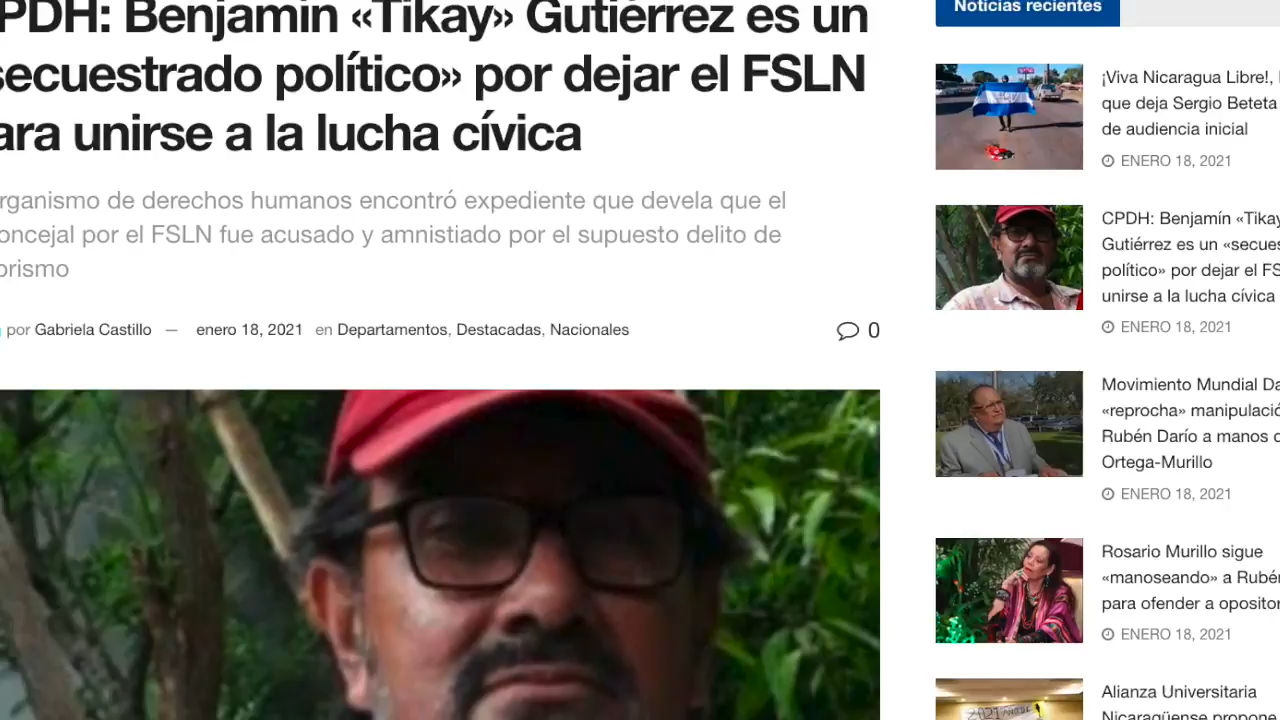 PDH: Benjamín «Tikay» Gutiérrez es un
secuestrado político» por dejar el FSLN
ara unirse a la lucha cívica
rganismo de derechos humanos encontró expediente que devela que el
oncejal por el FSLN fue acusado y amnistiado por el supuesto delito de
orismo
por Gabriela Castillo — enero 18, 2021 en Departamentos, Destacadas, Nacionales
0
Noticias recientes
¡Viva Nicaragua Libre!,
que deja Sergio Beteta
de audiencia inicial
ENERO 18, 2021
CPDH: Benjamín «Tikay
Gutiérrez es un «secues
político» por dejar el FS
unirse a la lucha cívica
ENERO 18, 2021
Movimiento Mundial Da
«reprocha» manipulació
Rubén Darío a manos
Ortega-Murillo
ENERO 18, 2021
Rosario Murillo sigue
«manoseando» a Rubén
para ofender a opositor
ENERO 18, 2021
Alianza Universitaria
Nicaragüense propone